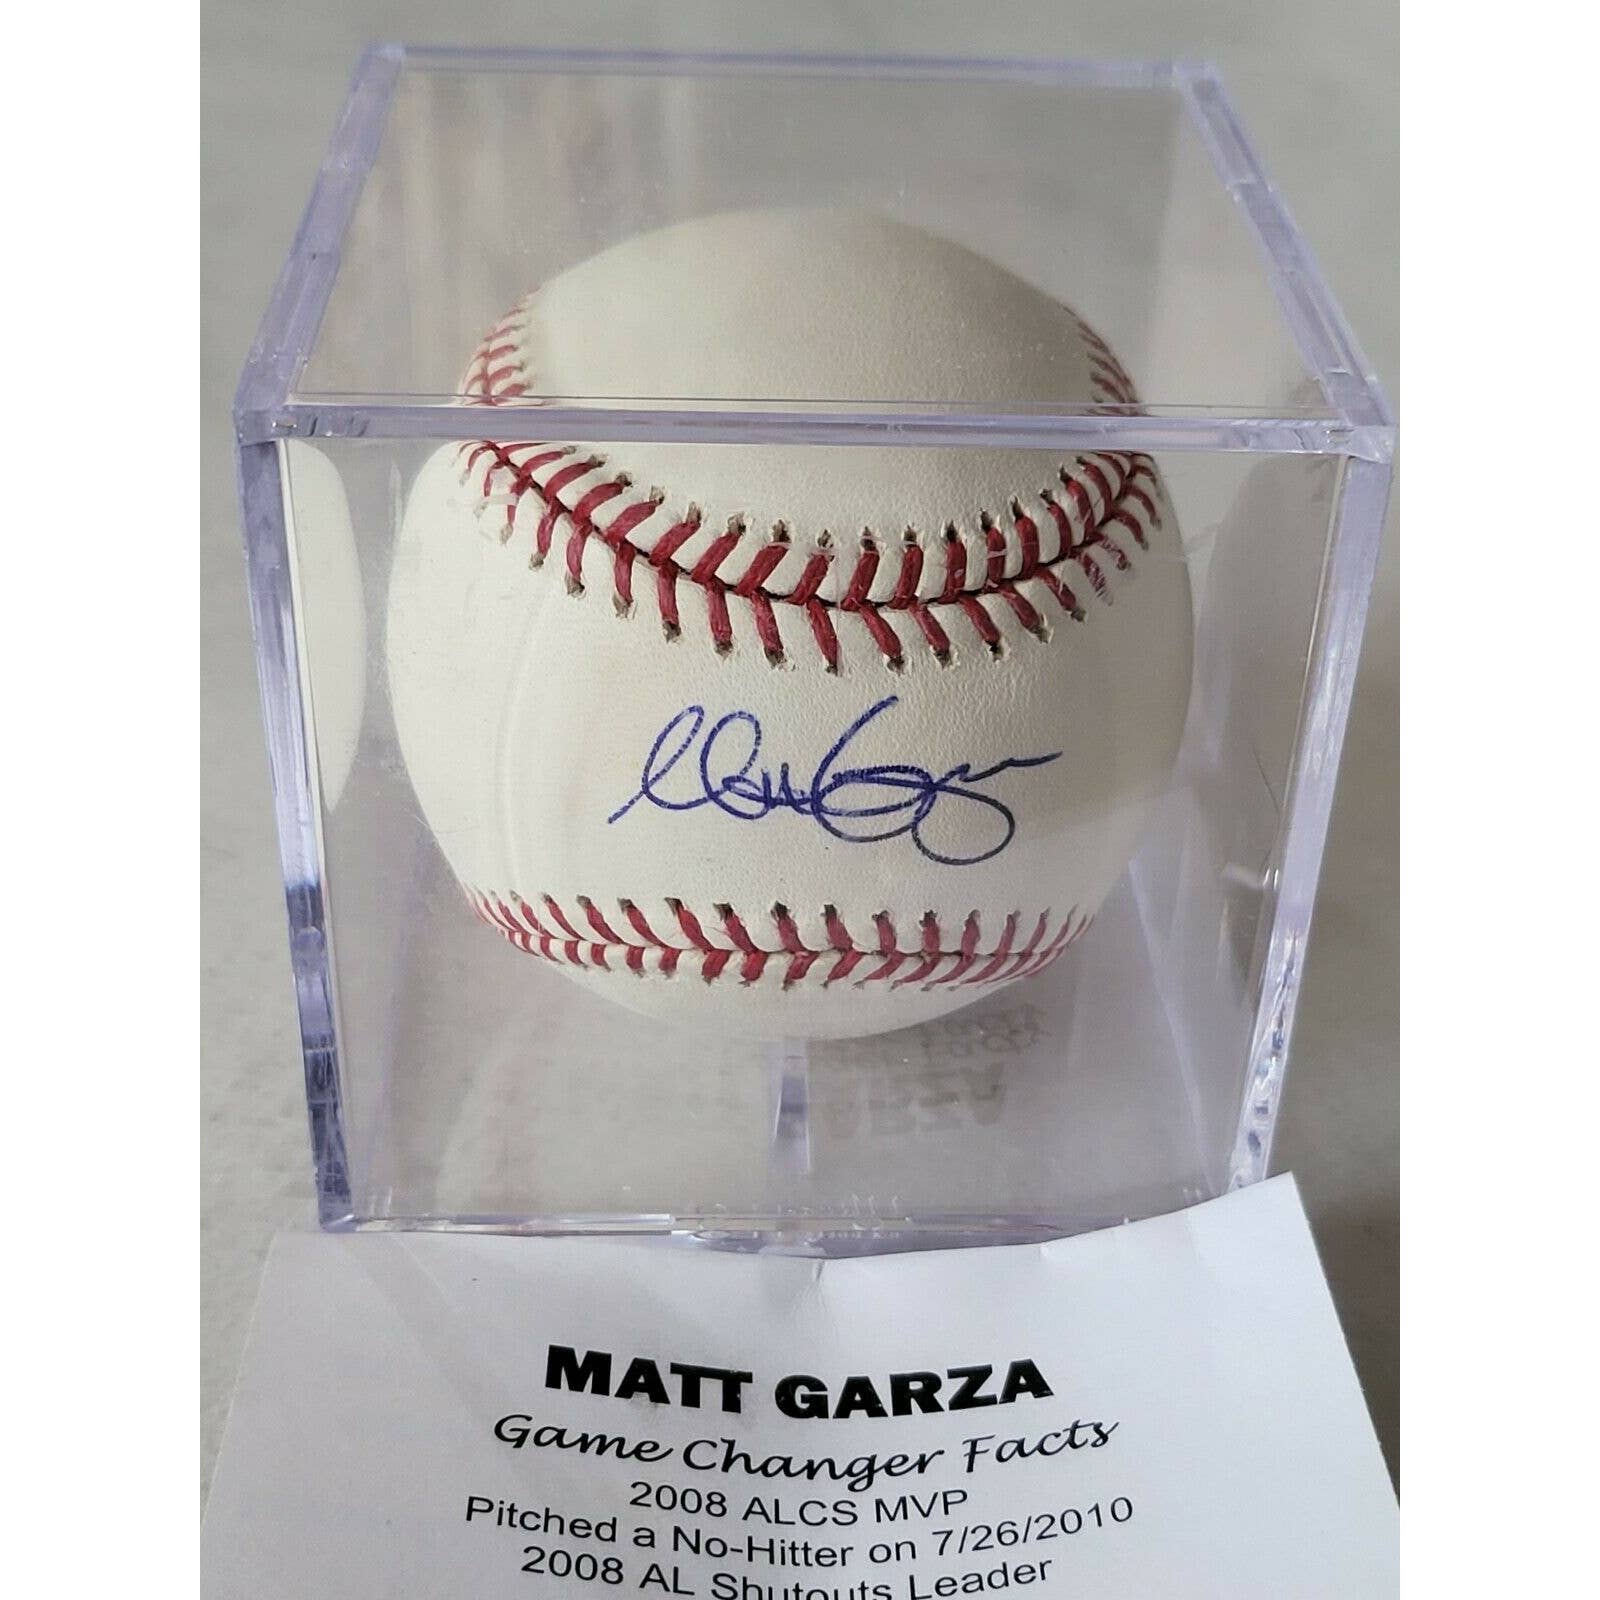 MATT GARZA
Game Changer Facts
2008 ALCS MVP
Pitched a No-Hitter on 7/26/2010
2008 AL Shutouts Leader